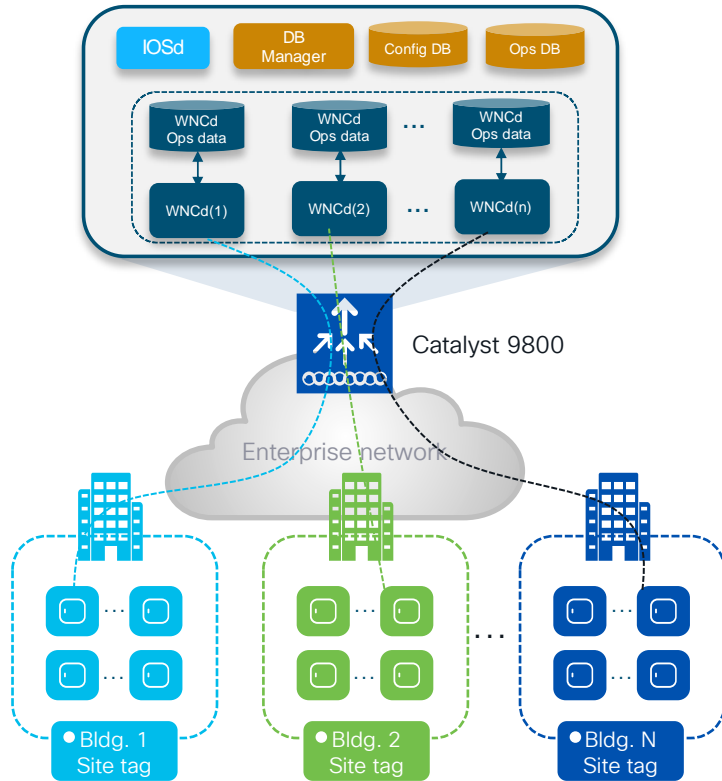 IOSd
DB
Manager
Config DB
Ops DB
WNCd
Ops data
WNCd
Ops data
...
WNCd
Ops data
WNCd(1)
WNCd(2)
...
WNCd(n)
Catalyst 9800
Enterprise network
...
...
...
...
...
...
...
Bldg. 1
Site tag
Bldg. 2
Site tag
Bldg. N
Site tag